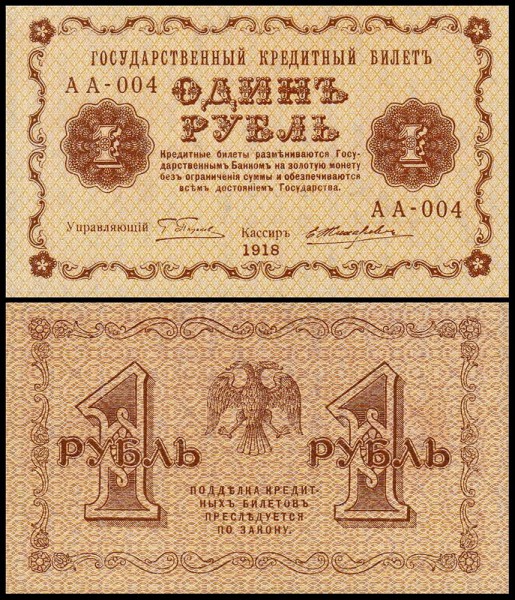 ГОСУДАРСТВЕННЫЙ КРЕДИТНЫЙ БИЛЕТЪ
АА-004
ОДИНЪ
РУБЛЬ
1
1
Кредитные билеты размѣниваются Госу-
дарственнымъ Банкомъ на золотую монету
безъ ограниченія суммы и обезпечиваются
всѣмъ достояніемъ Государства.
АА-004
Управляющій
Кассиръ
1918
1 РУБЛЬ
1 РУБЛЬ
ПОДДѢЛКА КРЕДИТ-
НЫХЪ БИЛЕТОВЪ
ПРЕСЛѢДУЕТСЯ
ПО ЗАКОНУ.